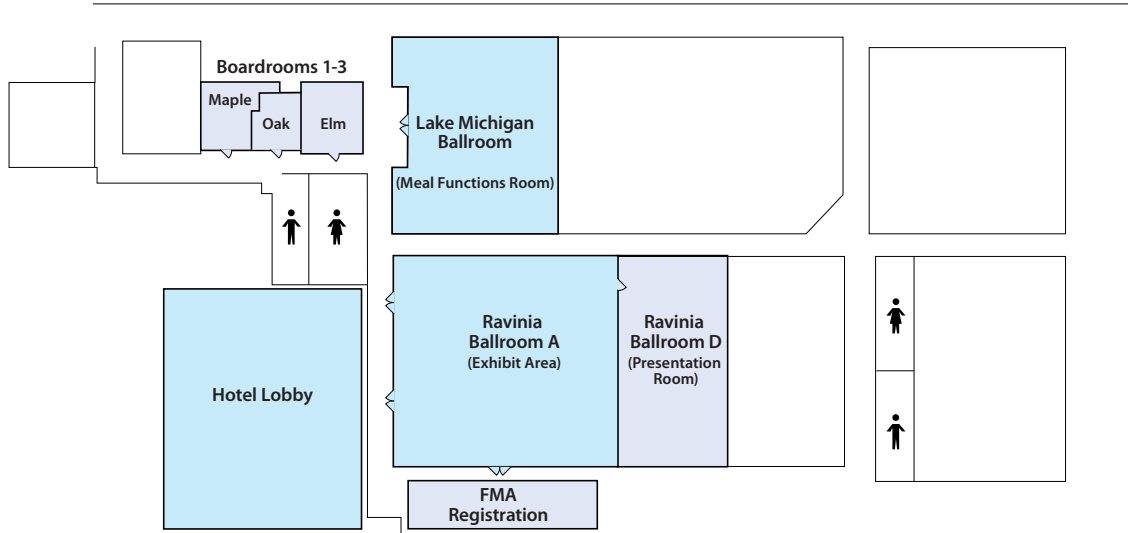 Boardrooms 1-3
Maple
Oak
Elm
Lake Michigan
Ballroom
(Meal Functions Room)
Ravinia
Ballroom A
(Exhibit Area)
Ravinia
Ballroom D
(Presentation
Room)
Hotel Lobby
FMA
Registration